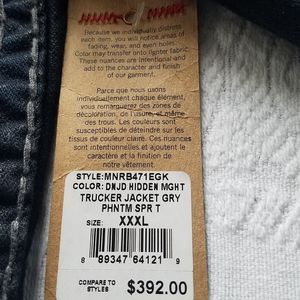 Because we individually distress
each item, you will notice areas of
fading, wear, and even holes.
Color may transfer onto lighter fabric.
These nuances are intentional and
add to the character and finish
of our garment.
Parce que nous usons
individuellement chaque élément,
vous remarquerez des zones de
décoloration, de l'usure, et même
des trous. Les couleurs sont
susceptibles de déteindre
sur les vêtements clairs. Ces
nuances sont intentionnelles et
ajoutent le caractère et la
finition de notre vêtement.
STYLE: MNRB471EGK
COLOR: DNJD HIDDEN MGHT
TRUCKER JACKET GRY
PHNTM SPR T
SIZE: XXXL
8 89347 64121 9
COMPARE TO
STYLES $392.00